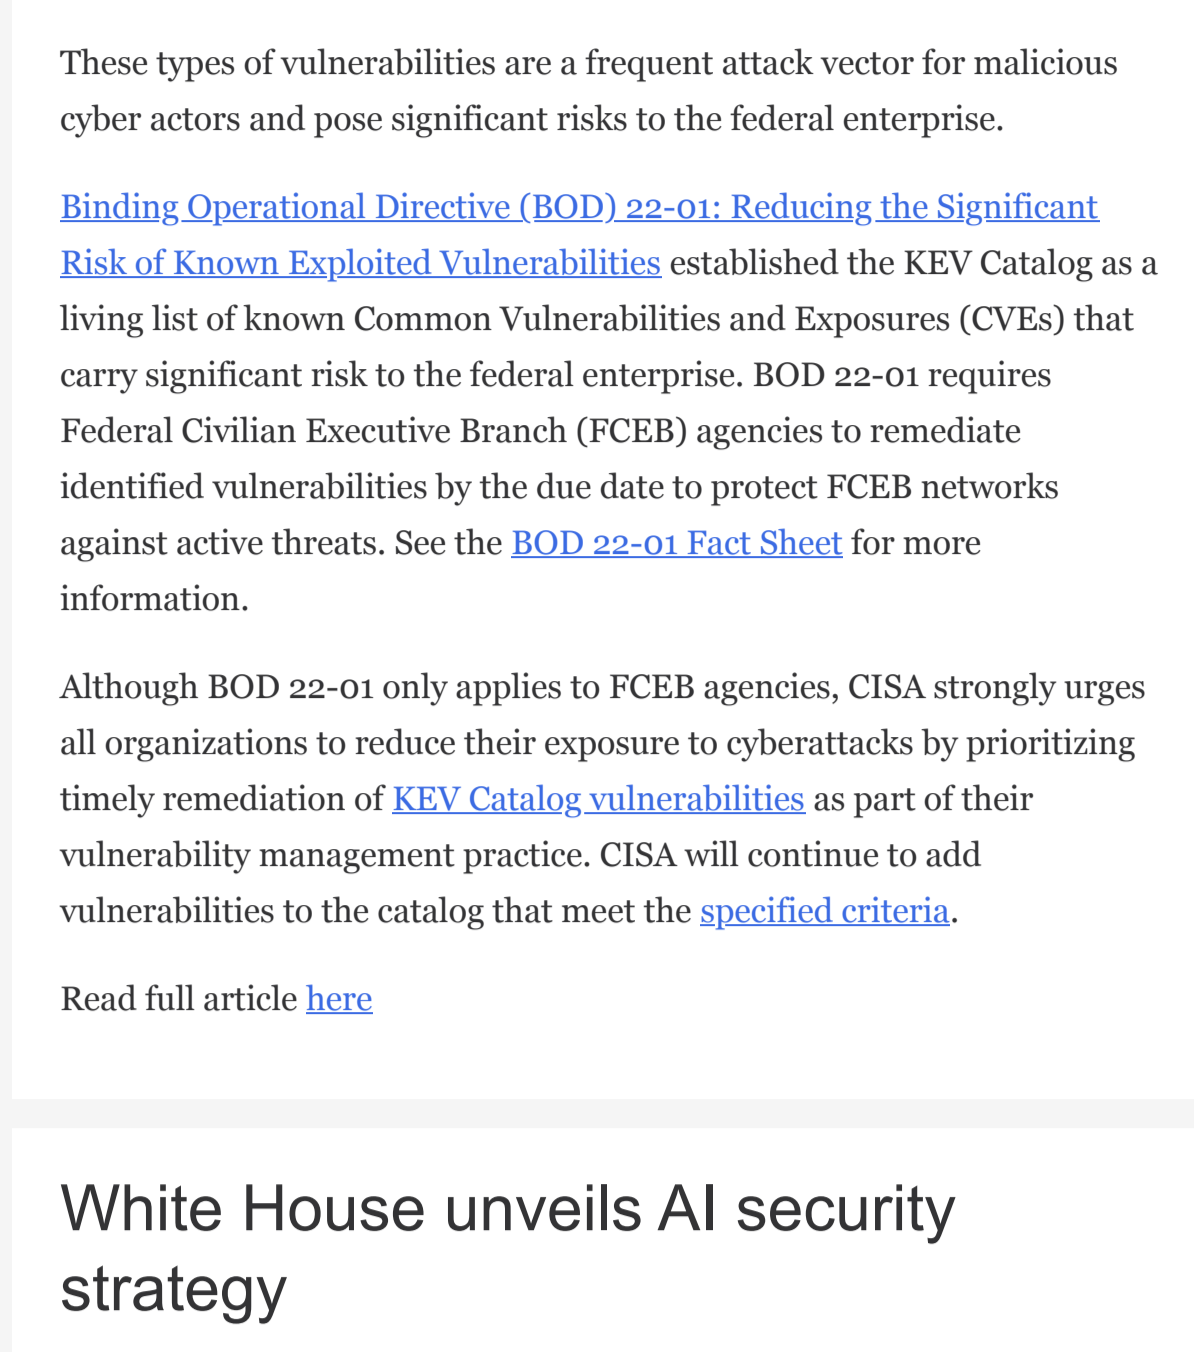 These types of vulnerabilities are a frequent attack vector for malicious
cyber actors and pose significant risks to the federal enterprise.
Binding Operational Directive (BOD) 22-01: Reducing the Significant
Risk of Known Exploited Vulnerabilities established the KEV Catalog as a
living list of known Common Vulnerabilities and Exposures (CVEs) that
carry significant risk to the federal enterprise. BOD 22-01 requires
Federal Civilian Executive Branch (FCEB) agencies to remediate
identified vulnerabilities by the due date to protect FCEB networks
against active threats. See the BOD 22-01 Fact Sheet for more
information.
Although BOD 22-01 only applies to FCEB agencies, CISA strongly urges
all organizations to reduce their exposure to cyberattacks by prioritizing
timely remediation of KEV Catalog vulnerabilities as part of their
vulnerability management practice. CISA will continue to add
vulnerabilities to the catalog that meet the specified criteria.
Read full article here
White House unveils AI security
strategy